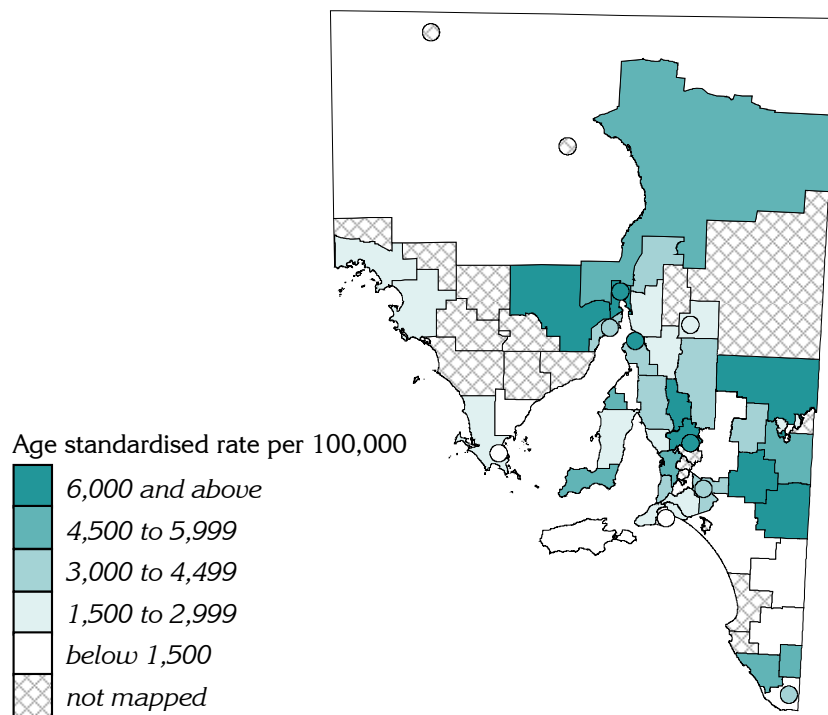 Age standardised rate per 100,000
6,000 and above
4,500 to 5,999
3,000 to 4,499
1,500 to 2,999
below 1,500
not mapped